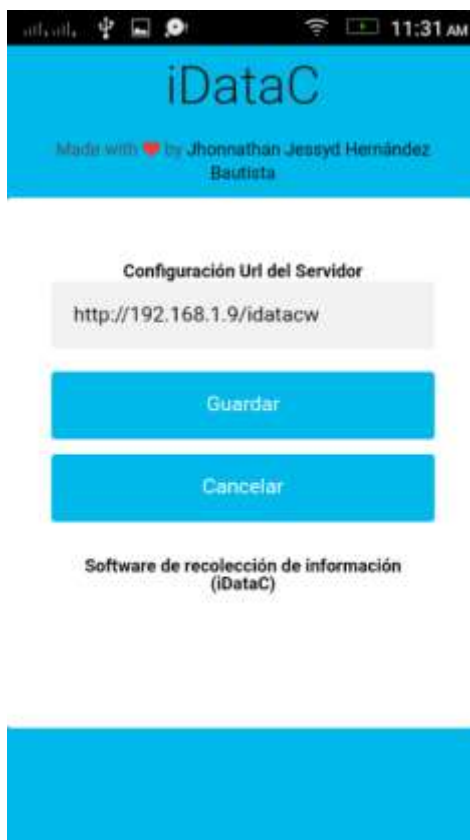 11:31 AM
iDataC
Made with ❤ by Jhonnathan Jessyd Hernández
Bautista
Configuración Url del Servidor
http://192.168.1.9/idatacw
Guardar
Cancelar
Software de recolección de información
(iDataC)